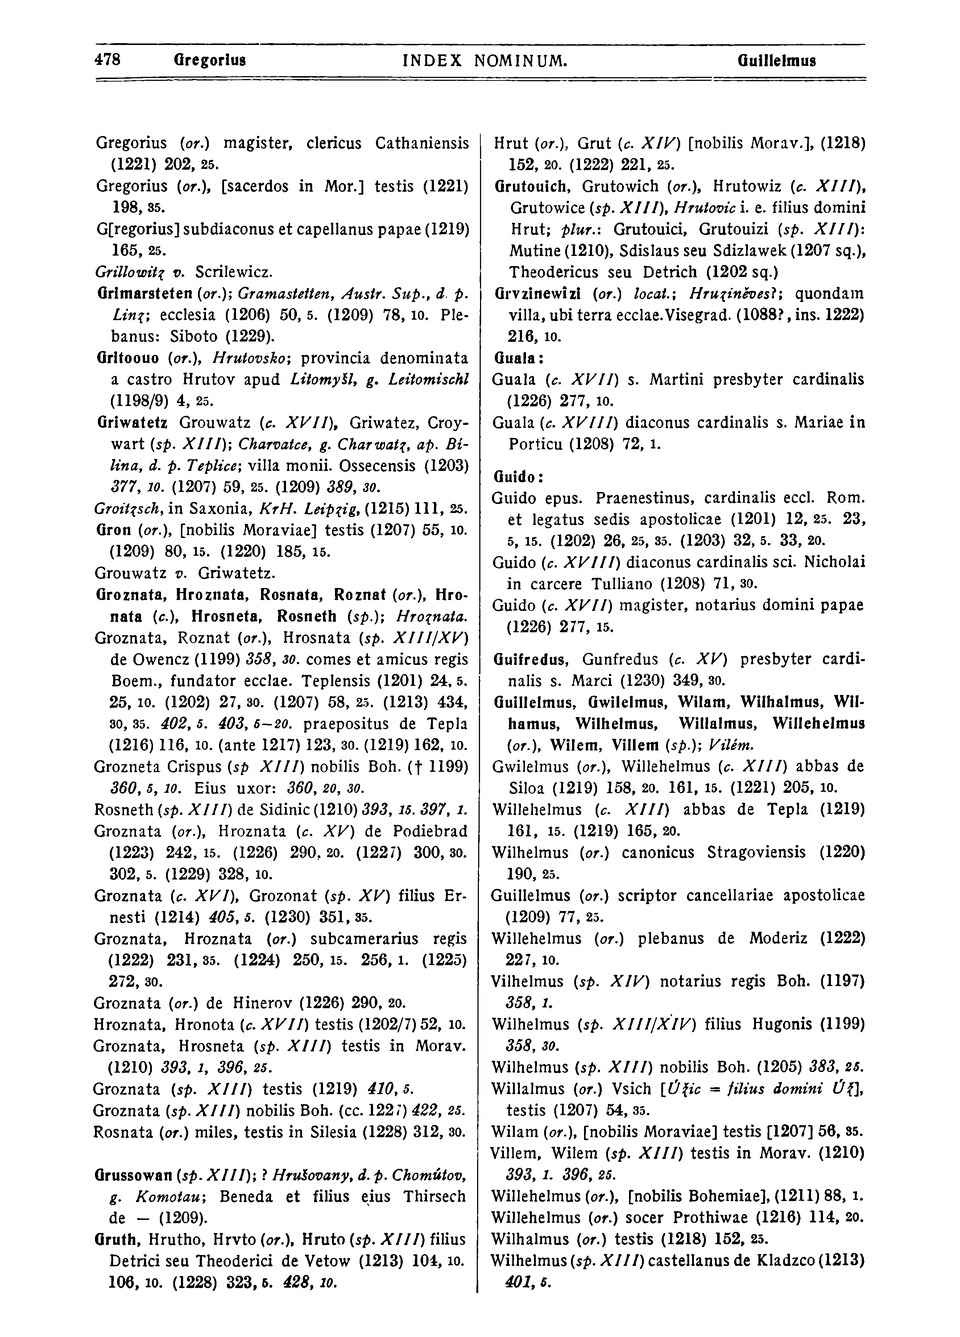 478 Gregorius INDEX NOMINUM. Guillelmus
Gregorius (or.) magister, clericus Cathaniensis
(1221) 202, 25.
Gregorius (or.), [sacerdos in Mor.] testis (1221)
198, 35.
G[regorius] subdiaconus et capellanus papae (1219)
165, 25.
Grillowitz v. Scrilewicz.
Grimarsteten (or.); Gramastetten, Austr. Sup., d. p.
Linz; ecclesia (1206) 50, 5. (1209) 78, 10. Ple-
banus: Siboto (1229).
Gritoouo (or.), Hrutovsko; provincia denominata
a castro Hrutov apud Litomyšl, g. Leitomischl
(1198/9) 4, 25.
Griwatetz Grouwatz (c. XVII), Griwatez, Croy-
wart (sp. XIII); Charvatce, g. Charwatz, ap. Bí-
lina, d. p. Teplice; villa monii. Ossecensis (1203)
377, 10. (1207) 59, 25. (1209) 389, 30.
Groitzsch, in Saxonia, KrH. Leipzig, (1215) 111, 25.
Gron (or.), [nobilis Moraviae] testis (1207) 55, 10.
(1209) 80, 15. (1220) 185, 15.
Grouwatz v. Griwatetz.
Groznata, Hroznata, Rosnata, Roznat (or.), Hro-
nata (c.), Hrosneta, Rosneth (sp.); Hroznata.
Groznata, Roznat (or.), Hrosnata (sp. XIII/XV)
de Owencz (1199) 358, 30. comes et amicus regis
Boem., fundator ecclae. Teplensis (1201) 24, 5.
25, 10. (1202) 27, 30. (1207) 58, 25. (1213) 434,
30, 35. 402, 5. 403, 5–20. praepositus de Tepla
(1216) 116, 10. (ante 1217) 123, 30. (1219) 162, 10.
Grozneta Crispus (sp XIII) nobilis Boh. († 1199)
360, 5, 10. Eius uxor: 360, 20, 30.
Rosneth (sp. XIII) de Sidinic (1210) 393, 15. 397, 1.
Groznata (or.), Hroznata (c. XV) de Podiebrad
(1223) 242, 15. (1226) 290, 20. (1227) 300, 30.
302, 5. (1229) 328, 10.
Groznata (c. XVI), Grozonat (sp. XV) filius Er-
nesti (1214) 405, 5. (1230) 351, 35.
Groznata, Hroznata (or.) subcamerarius regis
(1222) 231, 35. (1224) 250, 15. 256, 1. (1225)
272, 30.
Groznata (or.) de Hinerov (1226) 290, 20.
Hroznata, Hronota (c. XVII) testis (1202/7) 52, 10.
Groznata, Hrosneta (sp. XIII) testis in Morav.
(1210) 393, 1, 396, 25.
Groznata (sp. XIII) testis (1219) 410, 5.
Groznata (sp. XIII) nobilis Boh. (cc. 1227) 422, 25.
Rosnata (or.) miles, testis in Silesia (1228) 312, 30.
Grussowan (sp. XIII); ? Hrušovany, d. p. Chomútov,
g. Komotau; Beneda et filius eius Thirsech
de — (1209).
Gruth, Hrutho, Hrvto (or.), Hruto (sp. XIII) filius
Detrici seu Theoderici de Vetow (1213) 104, 10.
106, 10. (1228) 323, 5. 428, 10.
Hrut (or.), Grut (c. XIV) [nobilis Morav.], (1218)
152, 20. (1222) 221, 25.
Grutouich, Grutowich (or.), Hrutowiz (c. XIII),
Grutowice (sp. XIII), Hrutovic i. e. filius domini
Hrut; plur.: Grutouici, Grutouizi (sp. XIII):
Mutine (1210), Sdislaus seu Sdizlawek (1207 sq.),
Theodericus seu Detrich (1202 sq.)
Grvzinewizi (or.) locat.; Hruziněves?; quondam
villa, ubi terra ecclae. Visegrad. (1088?, ins. 1222)
216, 10.
Guala:
Guala (c. XVII) s. Martini presbyter cardinalis
(1226) 277, 10.
Guala (c. XVIII) diaconus cardinalis s. Mariae in
Porticu (1208) 72, 1.
Guido:
Guido epus. Praenestinus, cardinalis eccl. Rom.
et legatus sedis apostolicae (1201) 12, 25. 23,
5, 15. (1202) 26, 25, 35. (1203) 32, 5. 33, 20.
Guido (c. XVIII) diaconus cardinalis sci. Nicholai
in carcere Tulliano (1208) 71, 30.
Guido (c. XVII) magister, notarius domini papae
(1226) 277, 15.
Guifredus, Gunfredus (c. XV) presbyter cardi-
nalis s. Marci (1230) 349, 30.
Guillelmus, Gwilelmus, Wilam, Wilhalmus, Wil-
hamus, Wilhelmus, Willalmus, Willehelmus
(or.), Wilem, Villem (sp.); Vilém.
Gwilelmus (or.), Willehelmus (c. XIII) abbas de
Siloa (1219) 158, 20. 161, 15. (1221) 205, 10.
Willehelmus (c. XIII) abbas de Tepla (1219)
161, 15. (1219) 165, 20.
Wilhelmus (or.) canonicus Stragoviensis (1220)
190, 25.
Guillelmus (or.) scriptor cancellariae apostolicae
(1209) 77, 25.
Willehelmus (or.) plebanus de Moderiz (1222)
227, 10.
Vilhelmus (sp. XIV) notarius regis Boh. (1197)
358, 1.
Wilhelmus (sp. XIII/XIV) filius Hugonis (1199)
358, 30.
Wilhelmus (sp. XIII) nobilis Boh. (1205) 383, 25.
Willalmus (or.) Vsich [Úžic = filius domini Úž],
testis (1207) 54, 35.
Wilam (or.), [nobilis Moraviae] testis [1207] 56, 35.
Villem, Wilem (sp. XIII) testis in Morav. (1210)
393, 1. 396, 25.
Willehelmus (or.), [nobilis Bohemiae], (1211) 88, 1.
Willehelmus (or.) socer Prothiwae (1216) 114, 20.
Wilhalmus (or.) testis (1218) 152, 25.
Wilhelmus (sp. XIII) castellanus de Kladzco (1213)
401, 5.